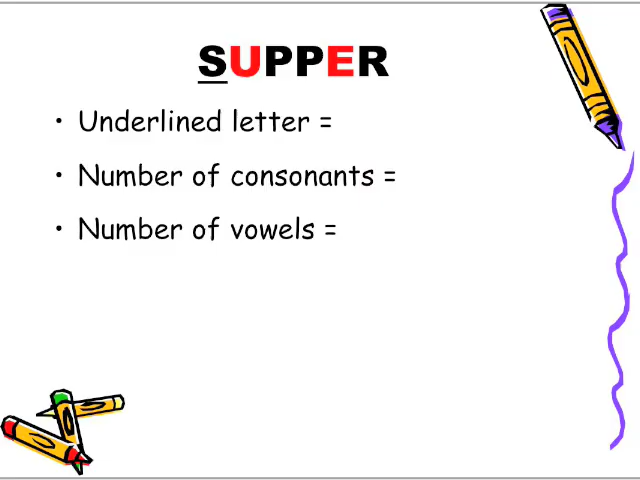 SUPPER
• Underlined letter =
• Number of consonants =
• Number of vowels =